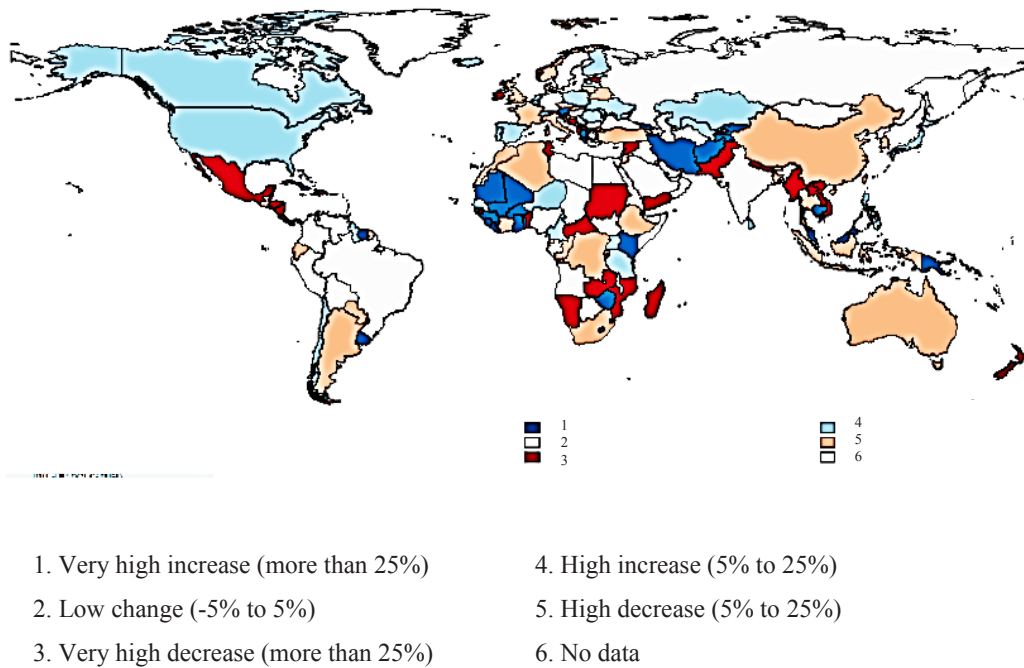 1
2
3
4
5
6
1. Very high increase (more than 25%)
2. Low change (-5% to 5%)
3. Very high decrease (more than 25%)
4. High increase (5% to 25%)
5. High decrease (5% to 25%)
6. No data